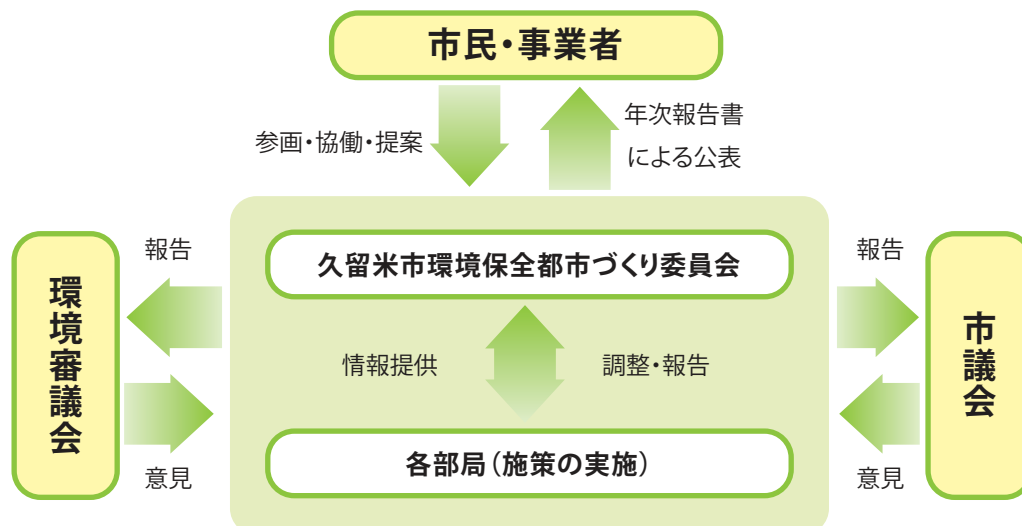 市民・事業者
参画・協働・提案
年次報告書
による公表
環境審議会
報告
意見
久留米市環境保全都市づくり委員会
情報提供
調整・報告
各部局(施策の実施)
報告
意見
市議会